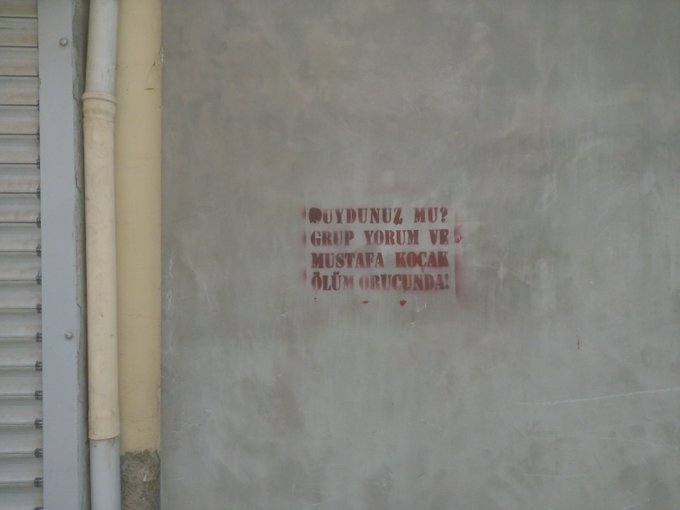 DUYDUNUZ MU?
GRUP YORUM VE
MUSTAFA KOÇAK
ÖLÜM ORUCUNDA!